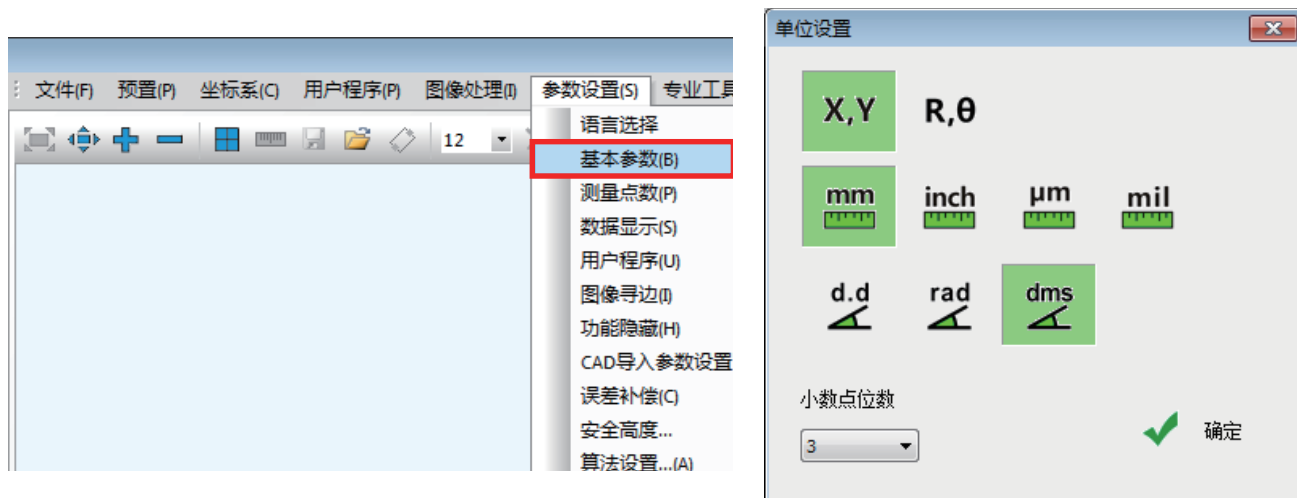 文件(F) 预置(P) 坐标系(C) 用户程序(P) 图像处理(I) 参数设置(S) 专业工具
12
语言选择
基本参数(B)
测量点数(P)
数据显示(S)
用户程序(U)
图像寻边(I)
功能隐藏(H)
CAD导入参数设置
误差补偿(C)
安全高度...
算法设置...(A)
单位设置
X,Y R,θ
mm inch μm mil
d.d rad dms
小数点位数
3
确定